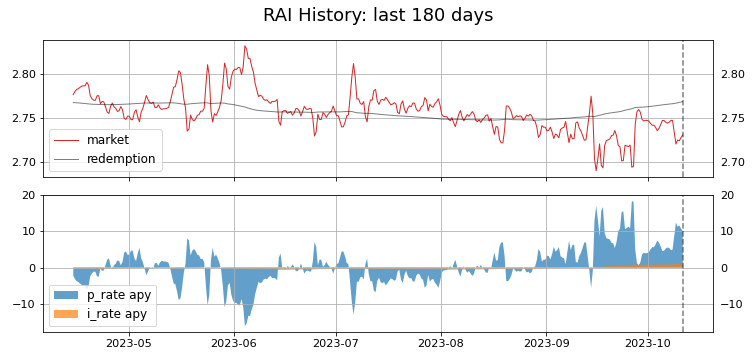 RAI History: last 180 days
2.80 2.80
2.75 2.75
2.70 2.70
market
redemption
20 20
10 10
0 0
−10 −10
p_rate apy
i_rate apy
2023-05 2023-06 2023-07 2023-08 2023-09 2023-10